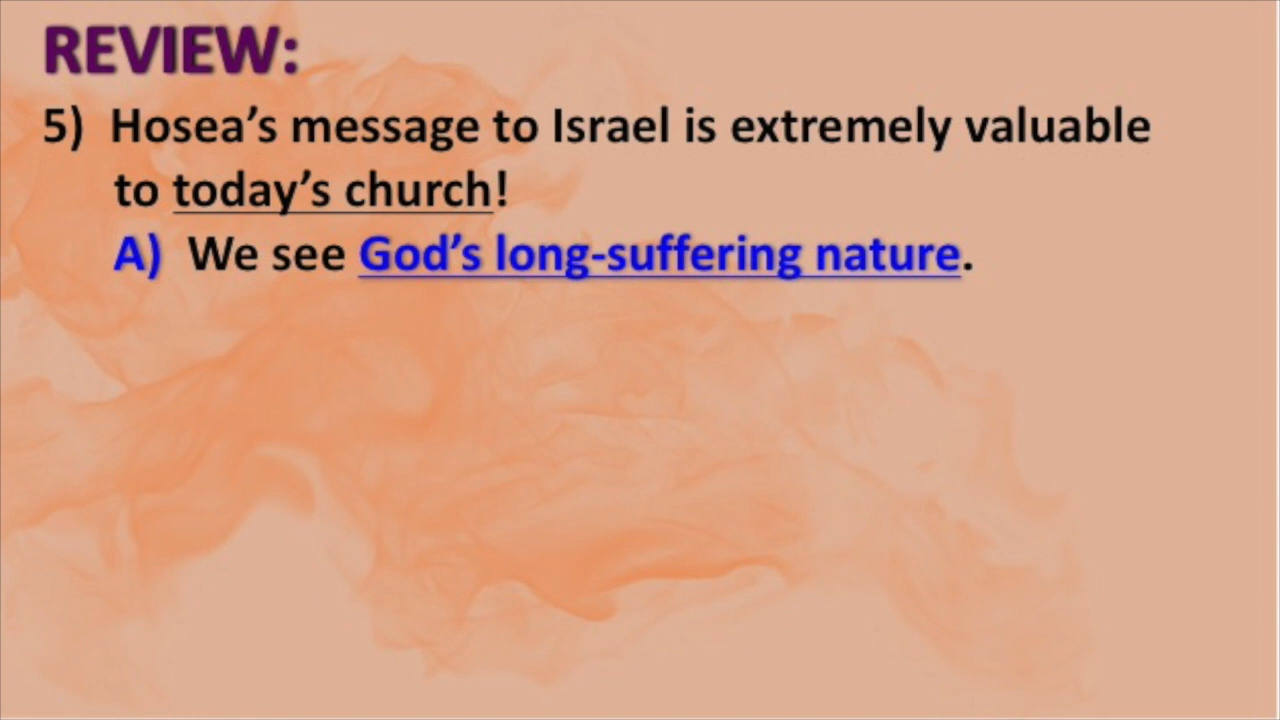 REVIEW:
5) Hosea’s message to Israel is extremely valuable
to today’s church!
A) We see God’s long-suffering nature.